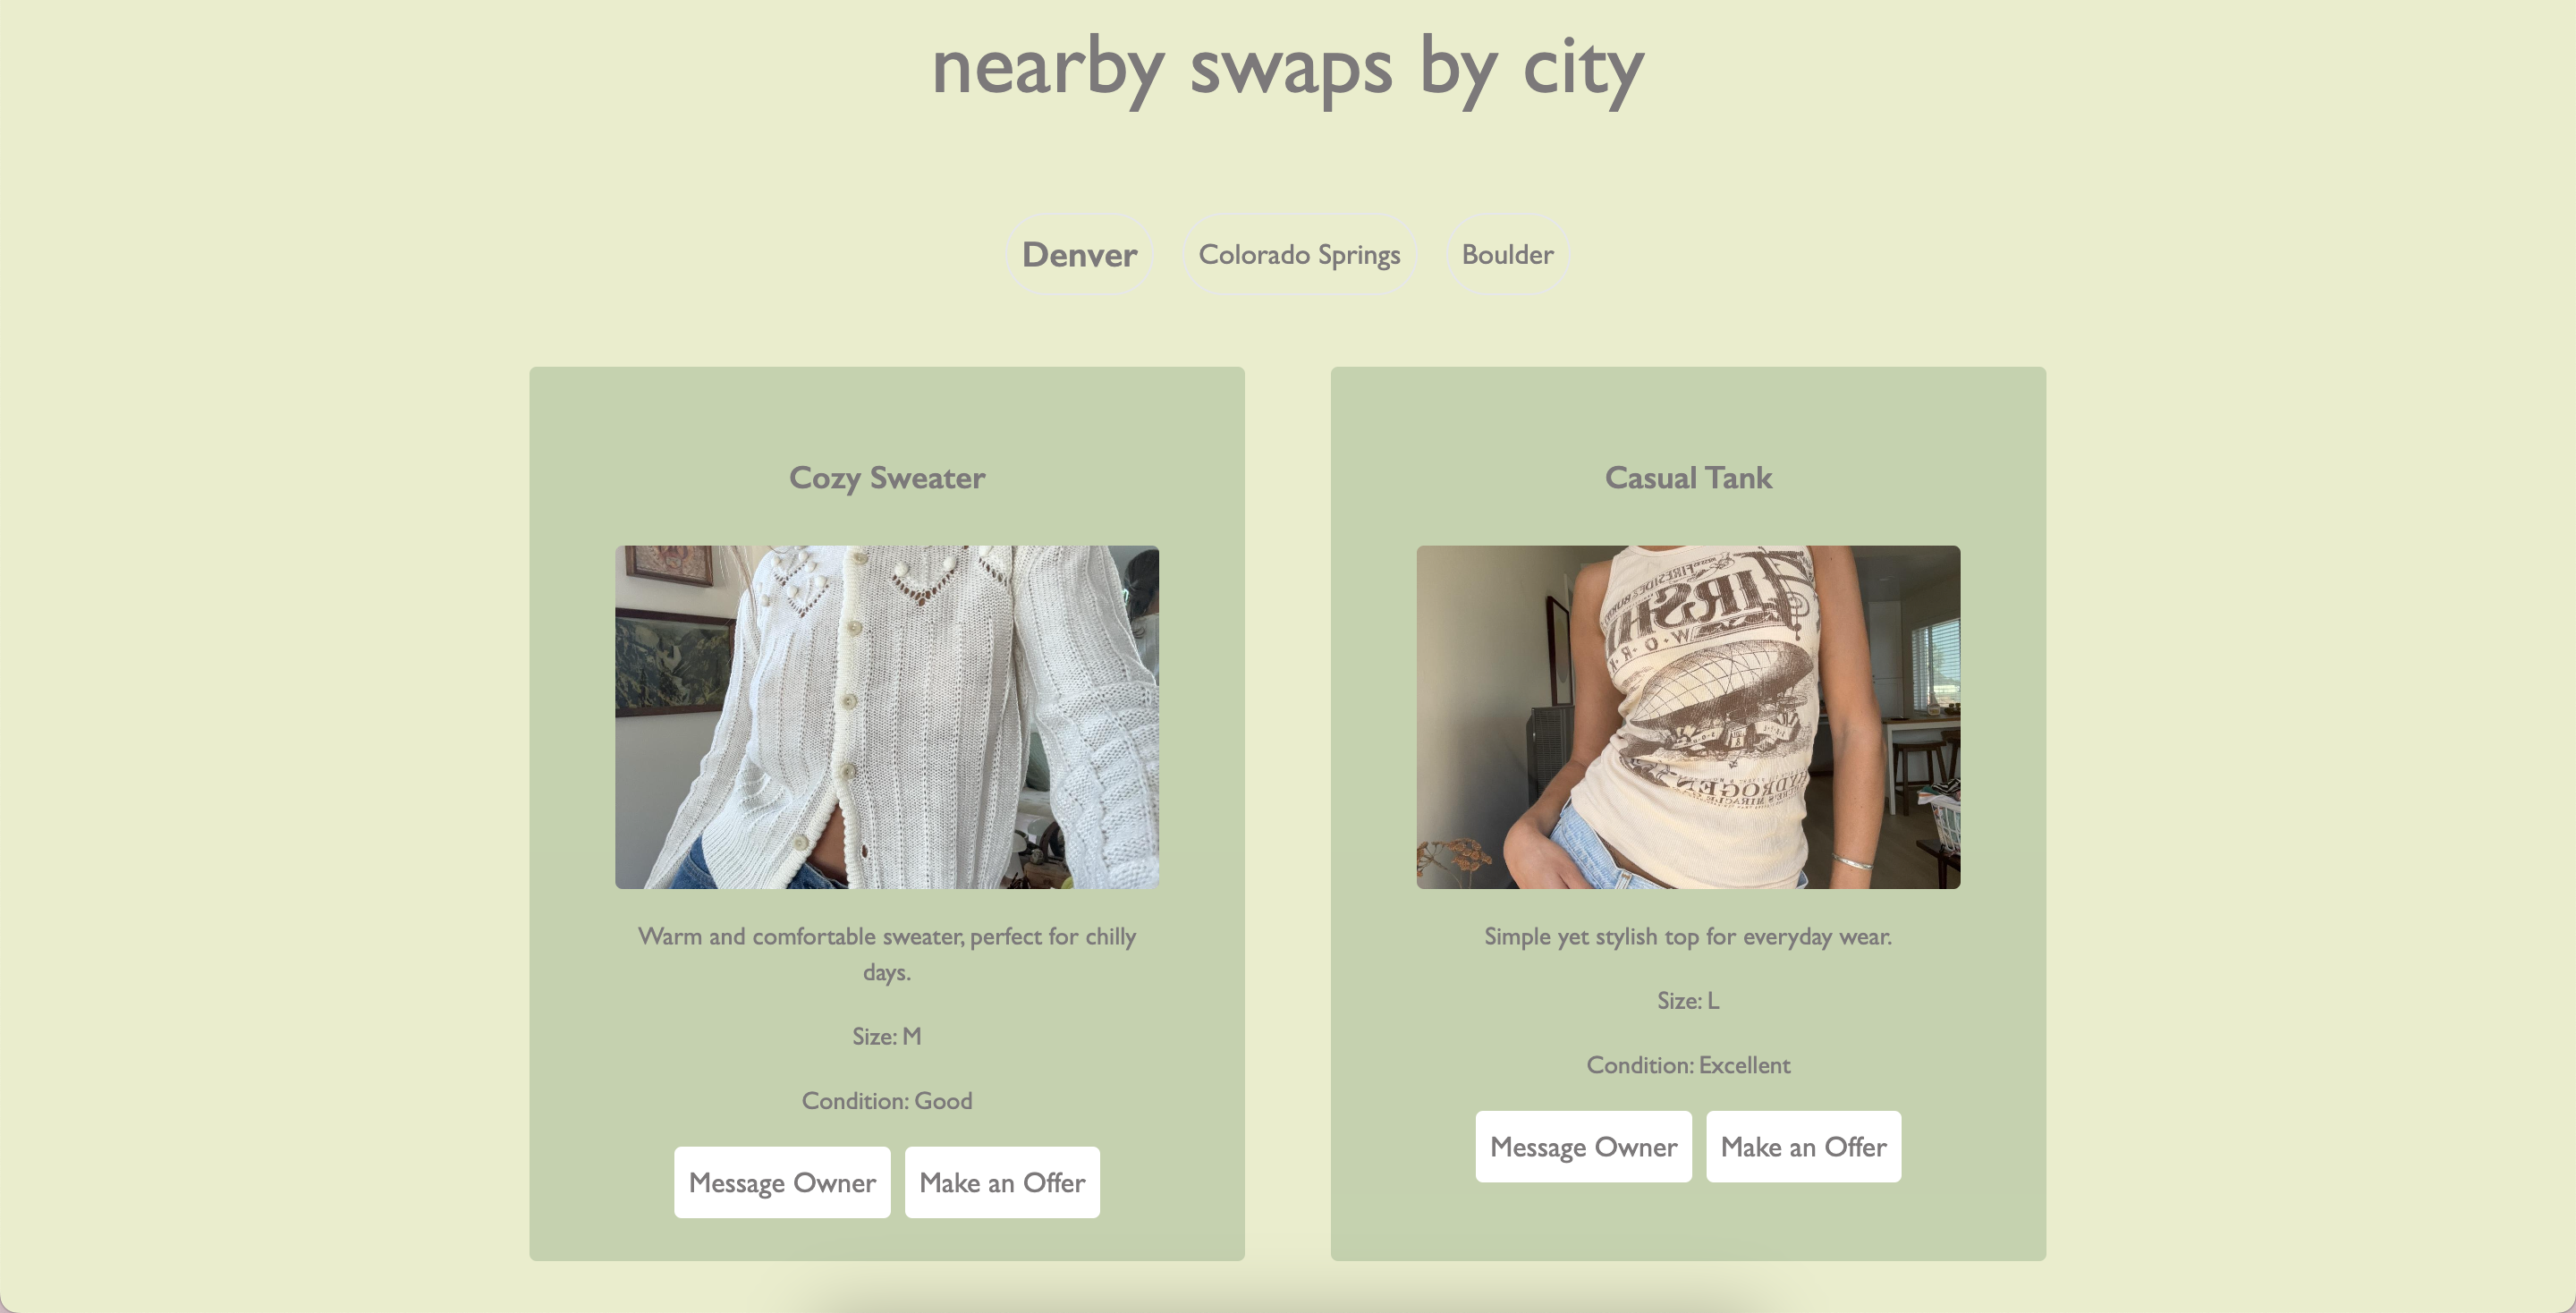 nearby swaps by city
Denver
Colorado Springs
Boulder
Cozy Sweater
Warm and comfortable sweater, perfect for chilly
days.
Size: M
Condition: Good
Message Owner
Make an Offer
Casual Tank
HYDROGEN
Simple yet stylish top for everyday wear.
Size: L
Condition: Excellent
Message Owner
Make an Offer